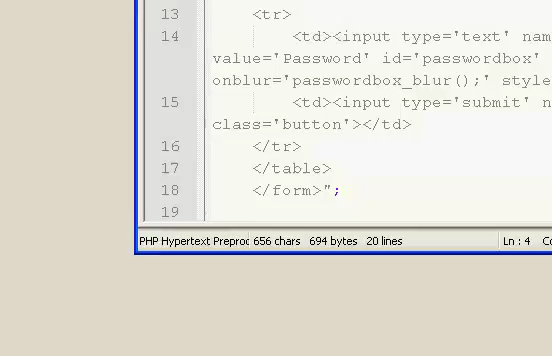 13 <tr>
14 <td><input type='text' nam
value='Password' id='passwordbox'
onblur='passwordbox_blur();' style
15 <td><input type='submit' n
class='button'></td>
16 </tr>
17 </table>
18 </form>";
19
PHP Hypertext Preproc 656 chars 694 bytes 20 lines Ln : 4 Co